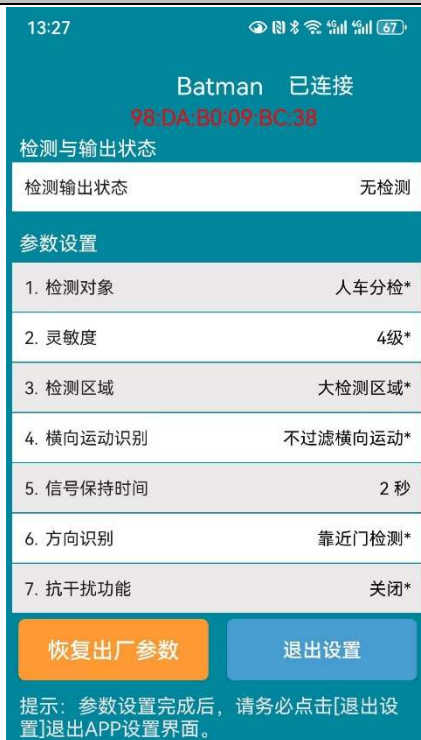 13:27 4G 4G 67
Batman 已连接
98:DA:B0:09:BC:38
检测与输出状态
检测输出状态 无检测
参数设置
1. 检测对象 人车分检*
2. 灵敏度 4级*
3. 检测区域 大检测区域*
4. 横向运动识别 不过滤横向运动*
5. 信号保持时间 2 秒
6. 方向识别 靠近门检测*
7. 抗干扰功能 关闭*
恢复出厂参数 退出设置
提示：参数设置完成后，请务必点击[退出设
置]退出APP设置界面。